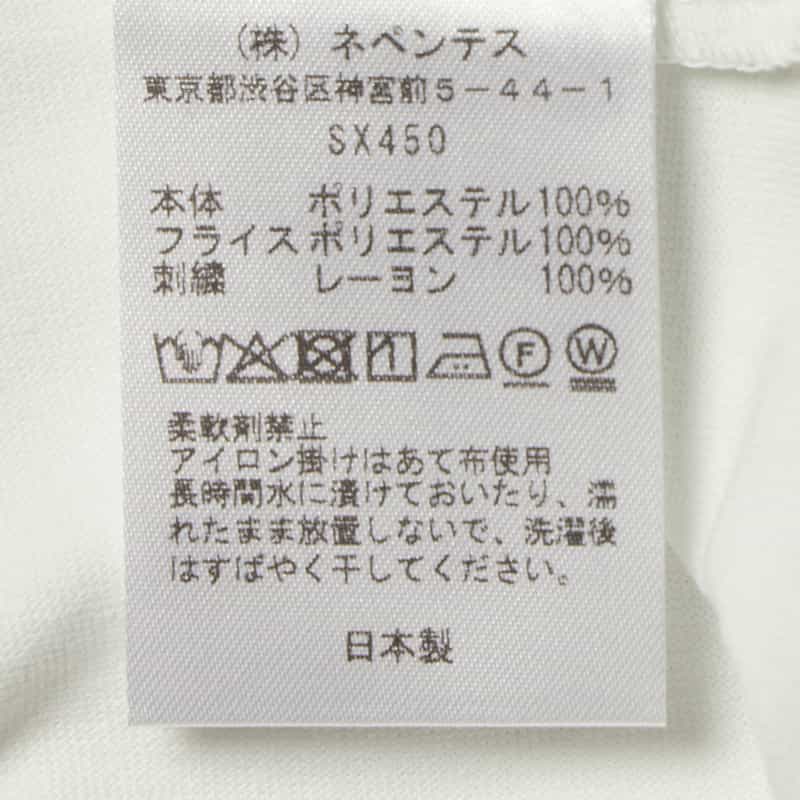 （株）ネペンテス
東京都渋谷区神宮前５－４４－１
SX450
本体 ポリエステル100%
フライス ポリエステル100%
刺繍 レーヨン 100%
F W
柔軟剤禁止
アイロン掛けはあて布使用
長時間水に漬けておいたり、濡
れたまま放置しないで、洗濯後
はすばやく干してください。
日本製